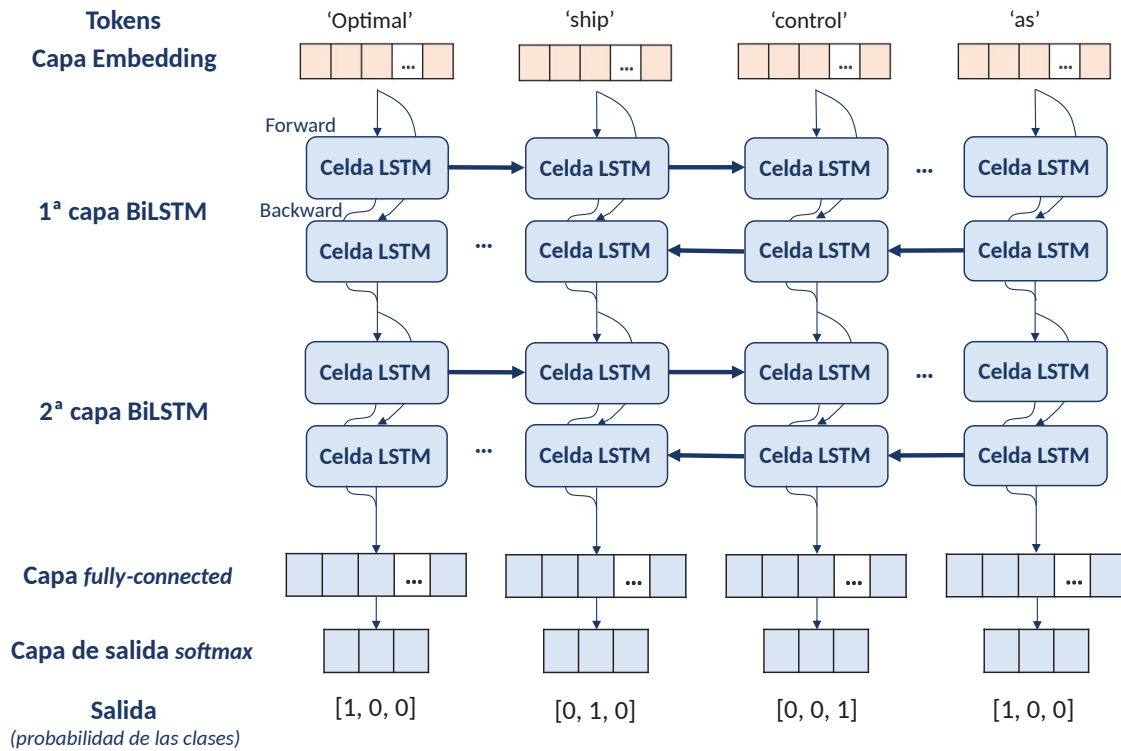 Tokens ‘Optimal’ ‘ship’ ‘control’ ‘as’
Capa Embedding ... ... ... ...
Forward
Celda LSTM Celda LSTM Celda LSTM ... Celda LSTM
1ª capa BiLSTM
Backward
Celda LSTM ... Celda LSTM Celda LSTM Celda LSTM
Celda LSTM Celda LSTM Celda LSTM ... Celda LSTM
2ª capa BiLSTM
Celda LSTM ... Celda LSTM Celda LSTM Celda LSTM
Capa fully-connected ... ... ... ...
Capa de salida softmax
Salida [1, 0, 0] [0, 1, 0] [0, 0, 1] [1, 0, 0]
(probabilidad de las clases)